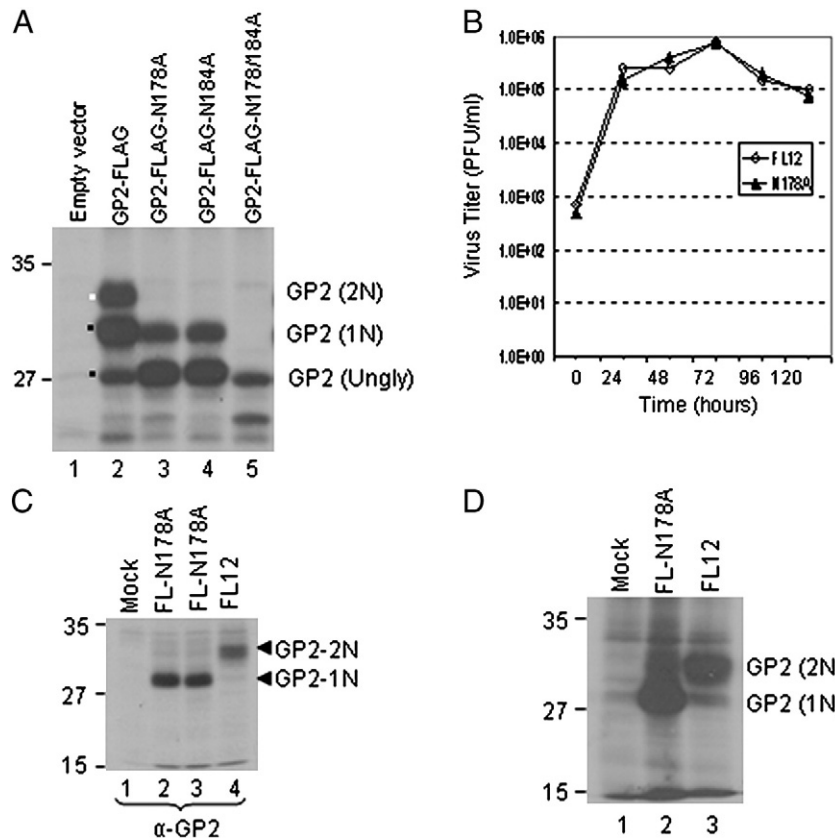 A
Empty vector
GP2-FLAG
GP2-FLAG-N178A
GP2-FLAG-N184A
GP2-FLAG-N178/184A
35
27
GP2 (2N)
GP2 (1N)
GP2 (Ungly)
1 2 3 4 5
B
Virus Titer (PFU/ml)
1.0E+06
1.0E+05
1.0E+04
1.0E+03
1.0E+02
1.0E+01
1.0E+00
FL12
N178A
0 24 48 72 96 120
Time (hours)
C
Mock
FL-N178A
FL-N178A
FL12
35
27
15
GP2-2N
GP2-1N
1 2 3 4
α-GP2
D
Mock
FL-N178A
FL12
35
27
15
GP2 (2N
GP2 (1N
1 2 3